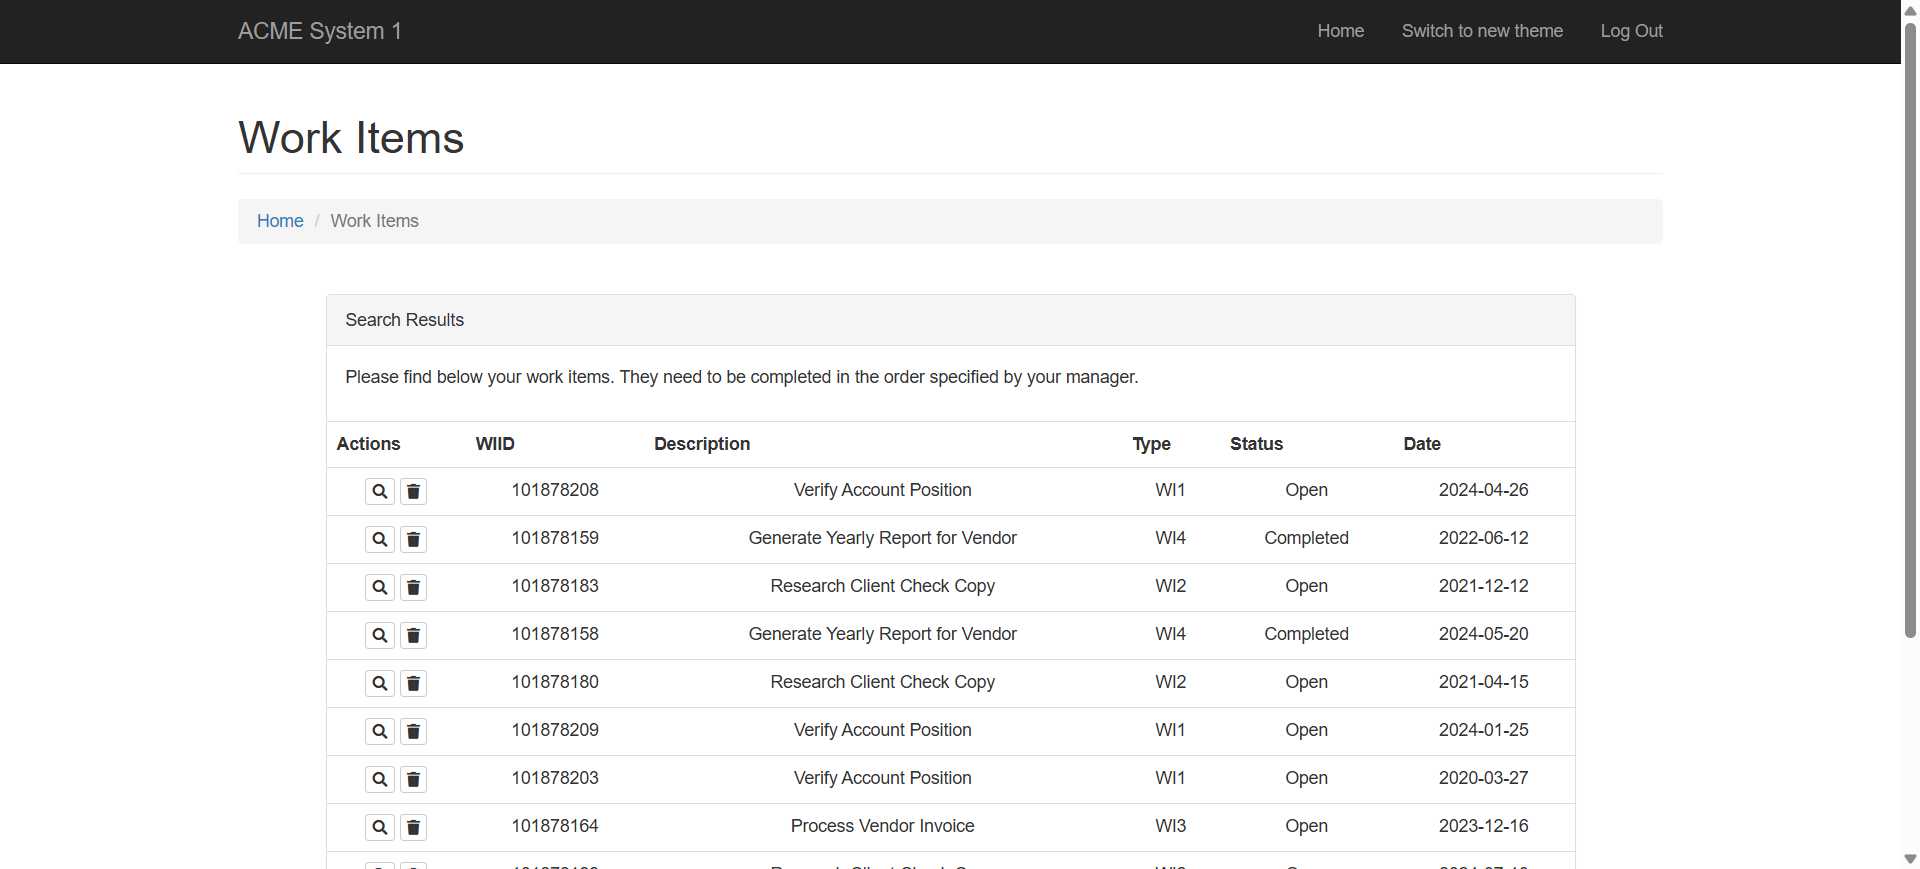 ACME System 1 Home Switch to new theme Log Out
Work Items
Home / Work Items
Search Results
Please find below your work items. They need to be completed in the order specified by your manager.
Actions WIID Description Type Status Date
101878208 Verify Account Position WI1 Open 2024-04-26
101878159 Generate Yearly Report for Vendor WI4 Completed 2022-06-12
101878183 Research Client Check Copy WI2 Open 2021-12-12
101878158 Generate Yearly Report for Vendor WI4 Completed 2024-05-20
101878180 Research Client Check Copy WI2 Open 2021-04-15
101878209 Verify Account Position WI1 Open 2024-01-25
101878203 Verify Account Position WI1 Open 2020-03-27
101878164 Process Vendor Invoice WI3 Open 2023-12-16